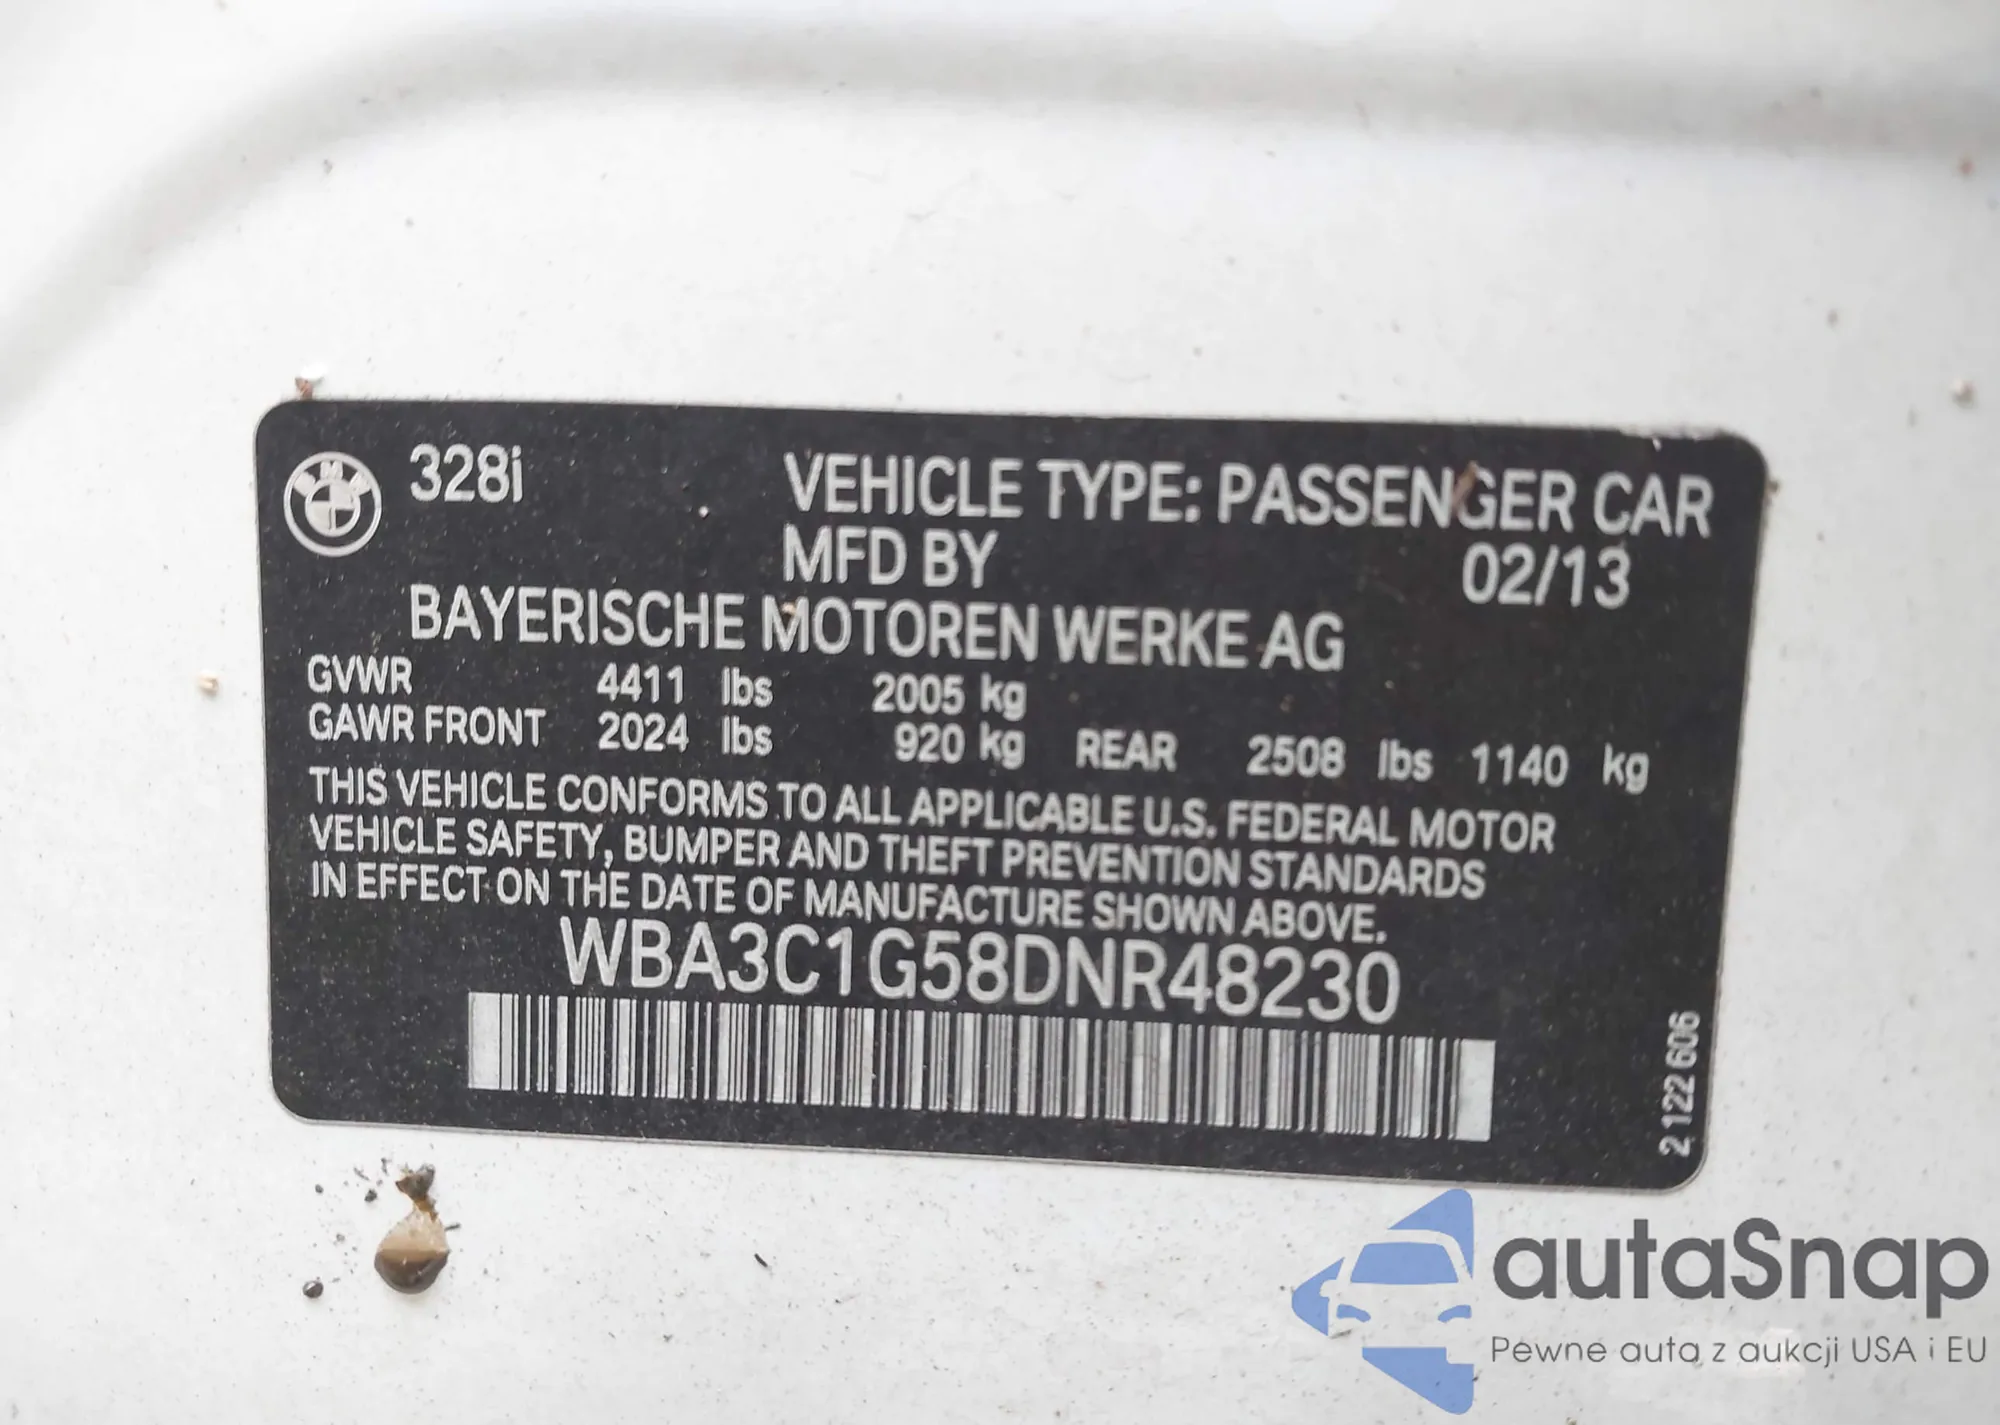 BMW
328i
VEHICLE TYPE: PASSENGER CAR
MFD BY 02/13
BAYERISCHE MOTOREN WERKE AG
GVWR 4411 lbs 2005 kg
GAWR FRONT 2024 lbs 920 kg REAR 2508 lbs 1140 kg
THIS VEHICLE CONFORMS TO ALL APPLICABLE U.S. FEDERAL MOTOR
VEHICLE SAFETY, BUMPER AND THEFT PREVENTION STANDARDS
IN EFFECT ON THE DATE OF MANUFACTURE SHOWN ABOVE.
WBA3C1G58DNR48230
2122606
autaSnap
Pewne auta z aukcji USA i EU